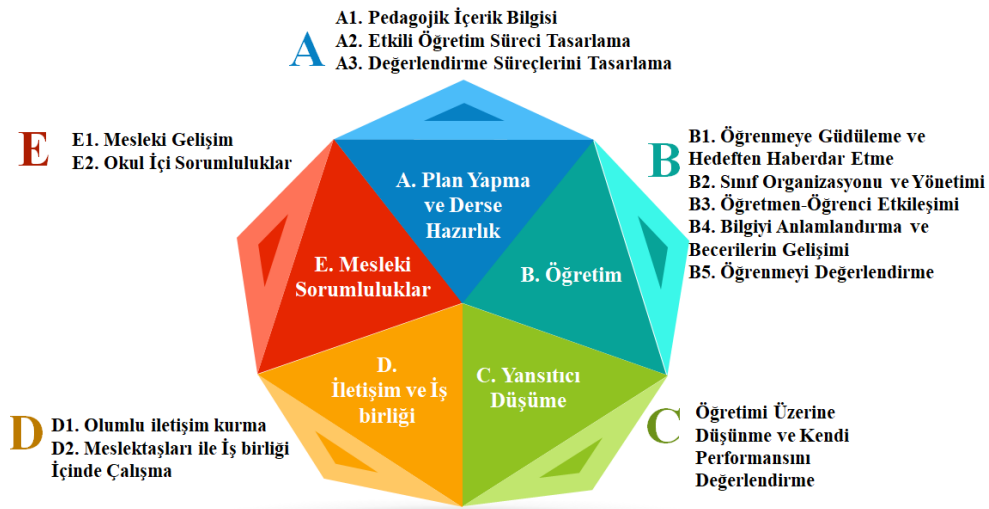 A
A1. Pedagojik İçerik Bilgisi
A2. Etkili Öğretim Süreci Tasarlama
A3. Değerlendirme Süreçlerini Tasarlama
E
E1. Mesleki Gelişim
E2. Okul İçi Sorumluluklar
B
B1. Öğrenmeye Güdüleme ve
Hedeften Haberdar Etme
B2. Sınıf Organizasyonu ve Yönetimi
B3. Öğretmen-Öğrenci Etkileşimi
B4. Bilgiyi Anlamlandırma ve
Becerilerin Gelişimi
B5. Öğrenmeyi Değerlendirme
A. Plan Yapma
ve Derse
Hazırlık
E. Mesleki
Sorumluluklar
B. Öğretim
D.
İletişim ve İş
birliği
C. Yansıtıcı
Düşüme
D
D1. Olumlu iletişim kurma
D2. Meslektaşları ile İş birliği
İçinde Çalışma
C
Öğretimi Üzerine
Düşünme ve Kendi
Performansını
Değerlendirme